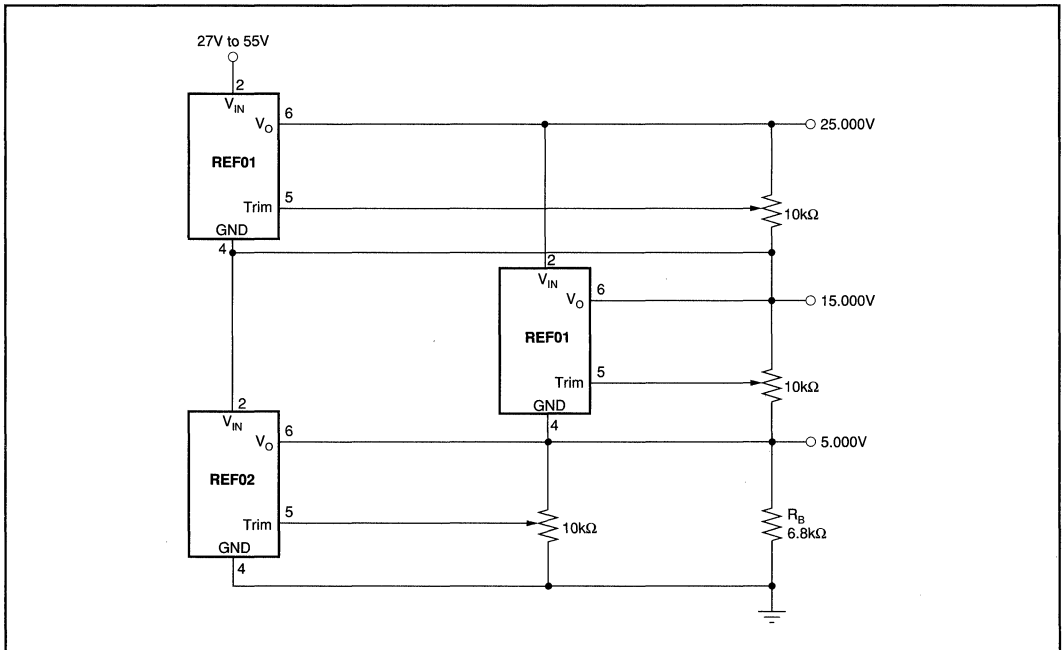 27V to 55V
2
V_IN
6
V_O
25.000V
REF01
5
Trim
10kΩ
GND
4
2
V_IN
6
V_O
15.000V
REF01
5
Trim
10kΩ
GND
4
2
V_IN
6
V_O
5.000V
REF02
5
Trim
10kΩ
R_B
6.8kΩ
GND
4